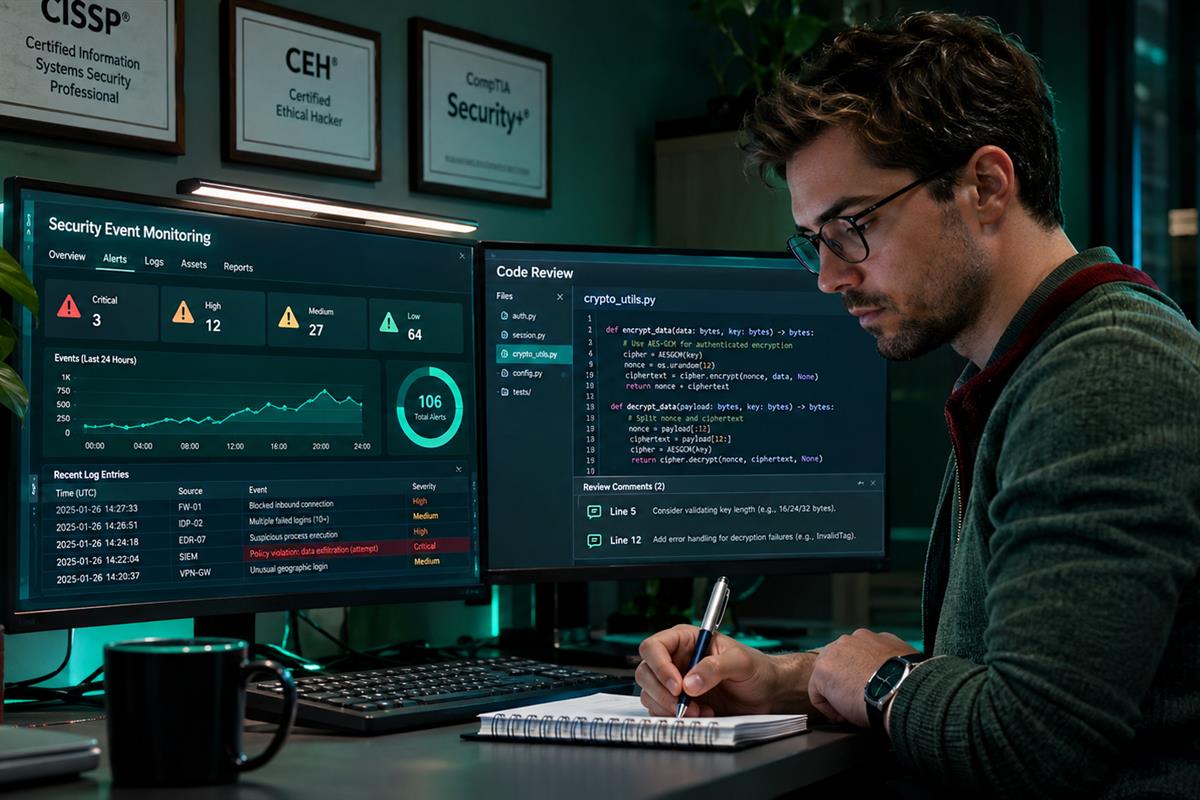 CISSP®
Certified Information
Systems Security
Professional
CEH®
Certified
Ethical Hacker
CompTIA
Security+®
Security Event Monitoring
Overview Alerts Logs Assets Reports
Critical
3
High
12
Medium
27
Low
64
Events (Last 24 Hours)
1K
750
500
250
0
00:00 04:00 08:00 12:00 16:00 20:00 24:00
106
Total Alerts
Recent Log Entries
Time (UTC) Source Event Severity
2025-01-26 14:27:33 FW-01 Blocked inbound connection High
2025-01-26 14:26:51 IDP-02 Multiple failed logins (10+) Medium
2025-01-26 14:24:18 EDR-07 Suspicious process execution High
2025-01-26 14:22:04 SIEM Policy violation: data exfiltration (attempt) Critical
2025-01-26 14:20:37 VPN-GW Unusual geographic login Medium
Code Review
Files
auth.py
session.py
crypto_utils.py
config.py
tests/
crypto_utils.py
def encrypt_data(data: bytes, key: bytes) -> bytes:
# Use AES-GCM for authenticated encryption
cipher = AESGCM(key)
nonce = os.urandom(12)
ciphertext = cipher.encrypt(nonce, data, None)
return nonce + ciphertext
def decrypt_data(payload: bytes, key: bytes) -> bytes:
# Split nonce and ciphertext
nonce = payload[:12]
ciphertext = payload[12:]
cipher = AESGCM(key)
return cipher.decrypt(nonce, ciphertext, None)
Review Comments (2)
Line 5 Consider validating key length (e.g., 16/24/32 bytes).
Line 12 Add error handling for decryption failures (e.g., InvalidTag).